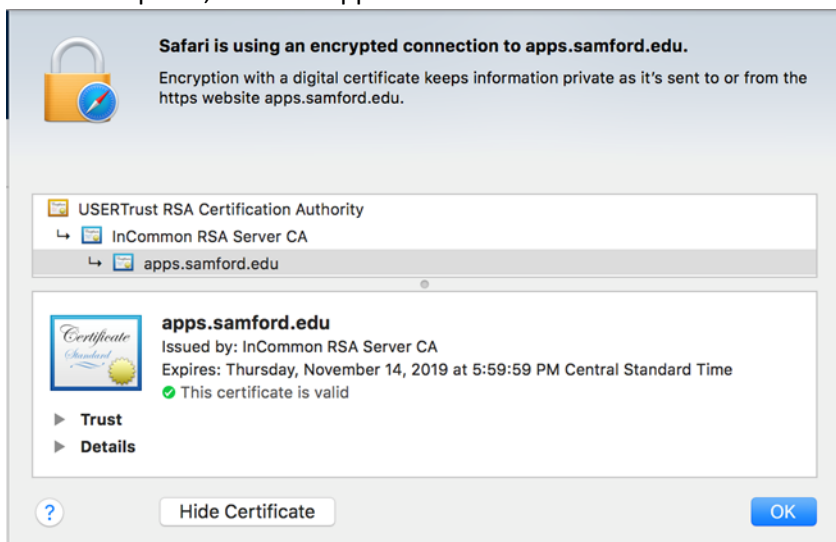 Safari is using an encrypted connection to apps.samford.edu.
Encryption with a digital certificate keeps information private as it's sent to or from the
https website apps.samford.edu.
USERTrust RSA Certification Authority
↳ InCommon RSA Server CA
↳ apps.samford.edu
Certificate
Standard
apps.samford.edu
Issued by: InCommon RSA Server CA
Expires: Thursday, November 14, 2019 at 5:59:59 PM Central Standard Time
This certificate is valid
Trust
Details
?
Hide Certificate
OK